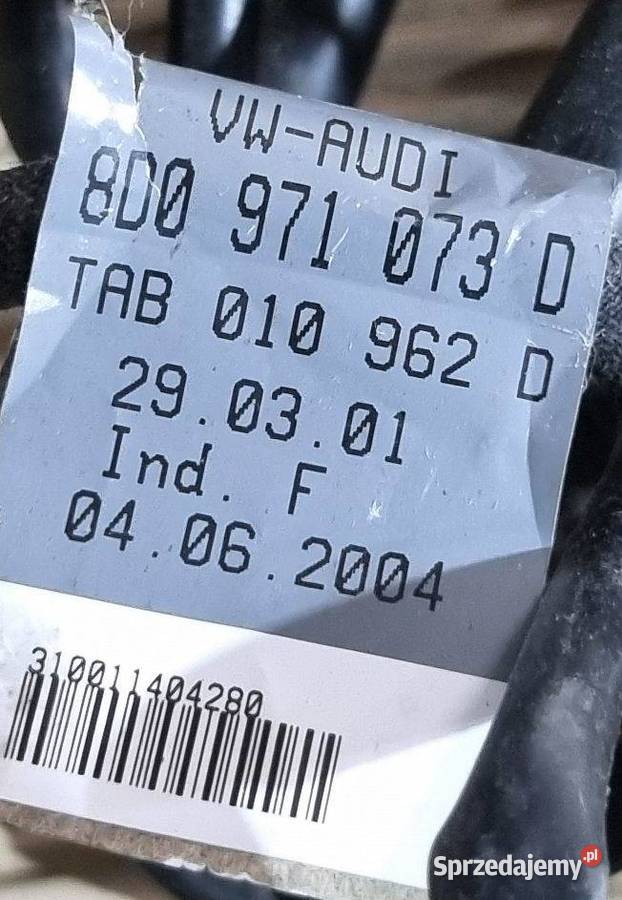 VW-AUDI
8D0 971 073 D
TAB 010 962 D
29.03.01
Ind. F
04.06.2004
310011404280
Sprzedajemy.pl